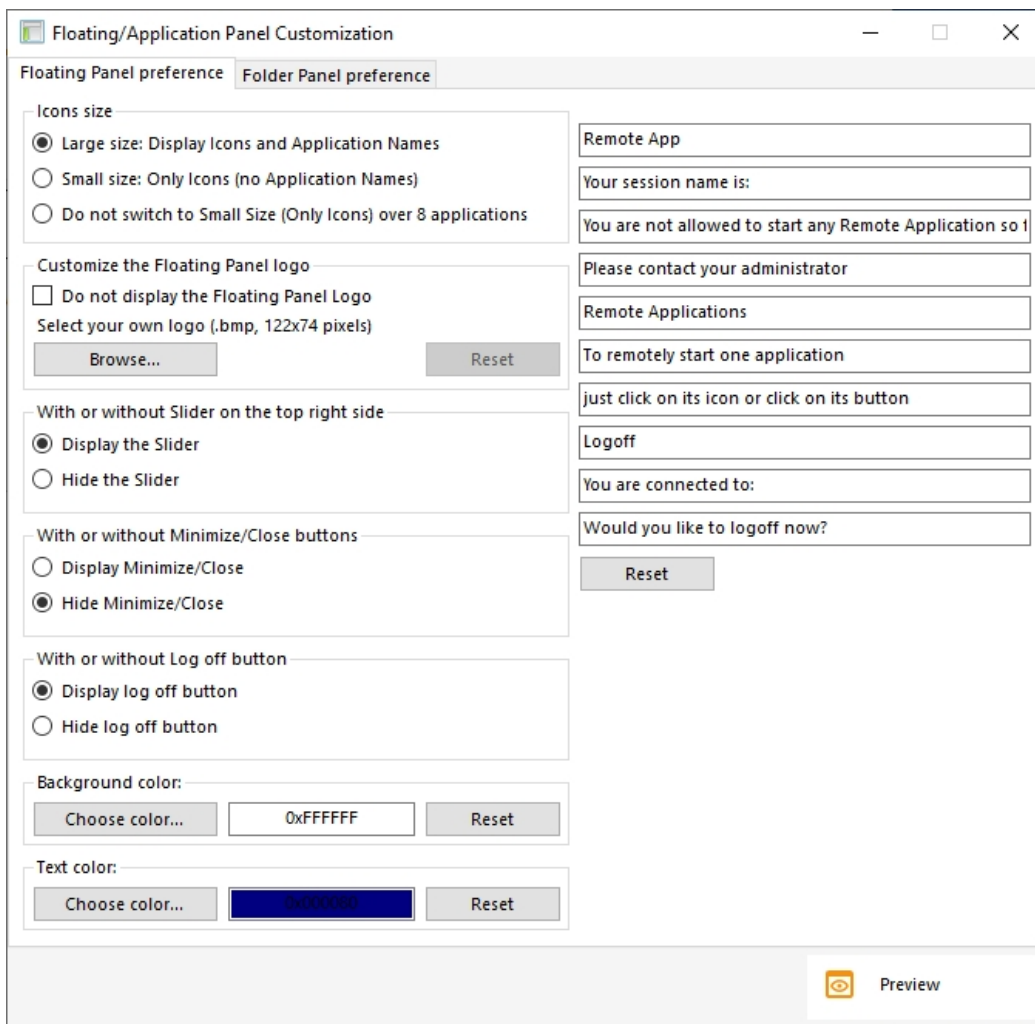 Floating/Application Panel Customization
Floating Panel preference
Folder Panel preference
Icons size
Large size: Display Icons and Application Names
Small size: Only Icons (no Application Names)
Do not switch to Small Size (Only Icons) over 8 applications
Customize the Floating Panel logo
Do not display the Floating Panel Logo
Select your own logo (.bmp, 122x74 pixels)
Browse...
Reset
With or without Slider on the top right side
Display the Slider
Hide the Slider
With or without Minimize/Close buttons
Display Minimize/Close
Hide Minimize/Close
With or without Log off button
Display log off button
Hide log off button
Background color:
Choose color...
0xFFFFFF
Reset
Text color:
Choose color...
0x000080
Reset
Remote App
Your session name is:
You are not allowed to start any Remote Application so
Please contact your administrator
Remote Applications
To remotely start one application
just click on its icon or click on its button
Logoff
You are connected to:
Would you like to logoff now?
Reset
Preview